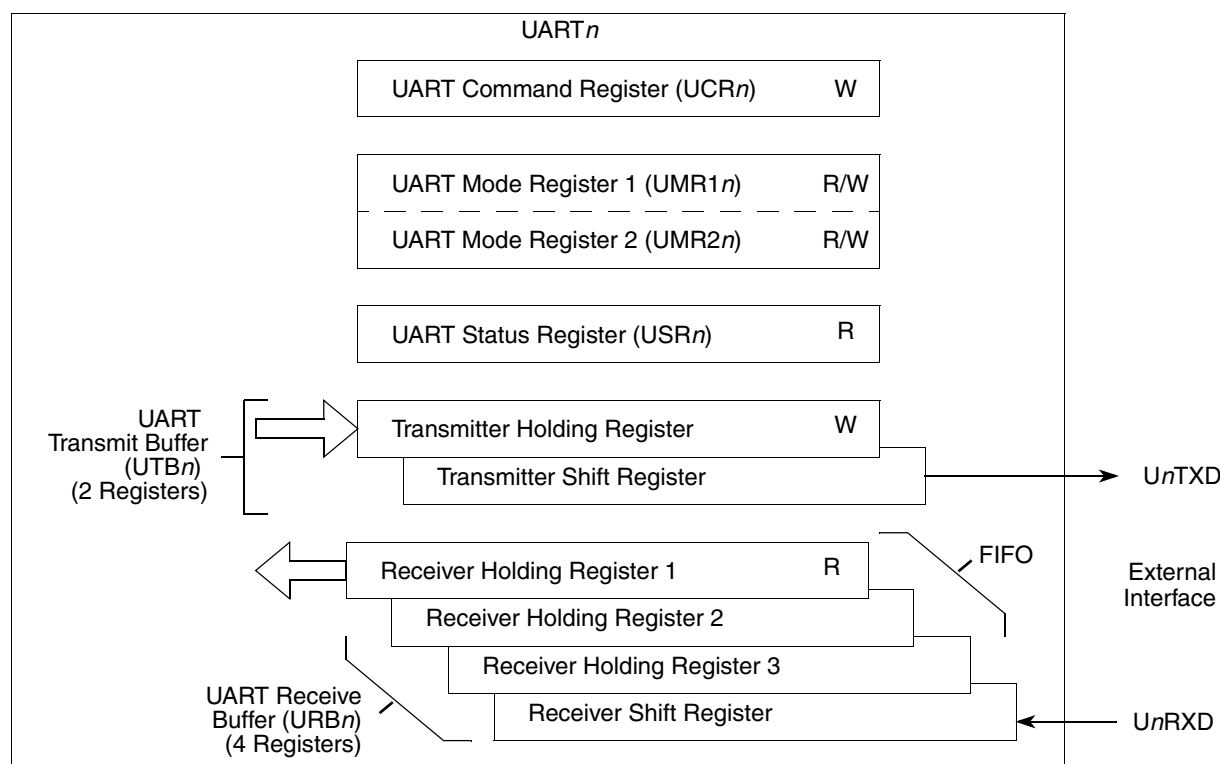 UARTn
UART Command Register (UCRn) W
UART Mode Register 1 (UMR1n) R/W
UART Mode Register 2 (UMR2n) R/W
UART Status Register (USRn) R
UART
Transmit Buffer
(UTBn)
(2 Registers)
Transmitter Holding Register W
Transmitter Shift Register
UnTXD
Receiver Holding Register 1 R
FIFO
External
Interface
Receiver Holding Register 2
Receiver Holding Register 3
UART Receive
Buffer (URBn)
(4 Registers)
Receiver Shift Register
UnRXD